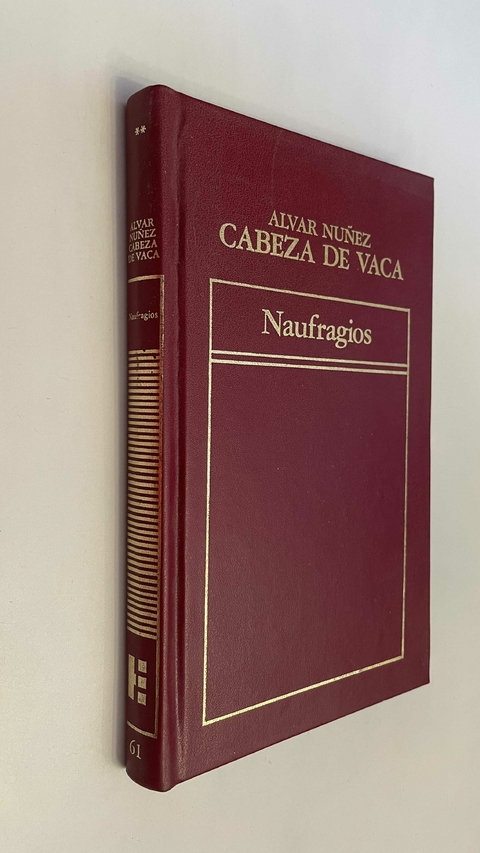 **
ALVAR
NUÑEZ
CABEZA
DE VACA
Naufragios
61
ALVAR NUÑEZ
CABEZA DE VACA
Naufragios